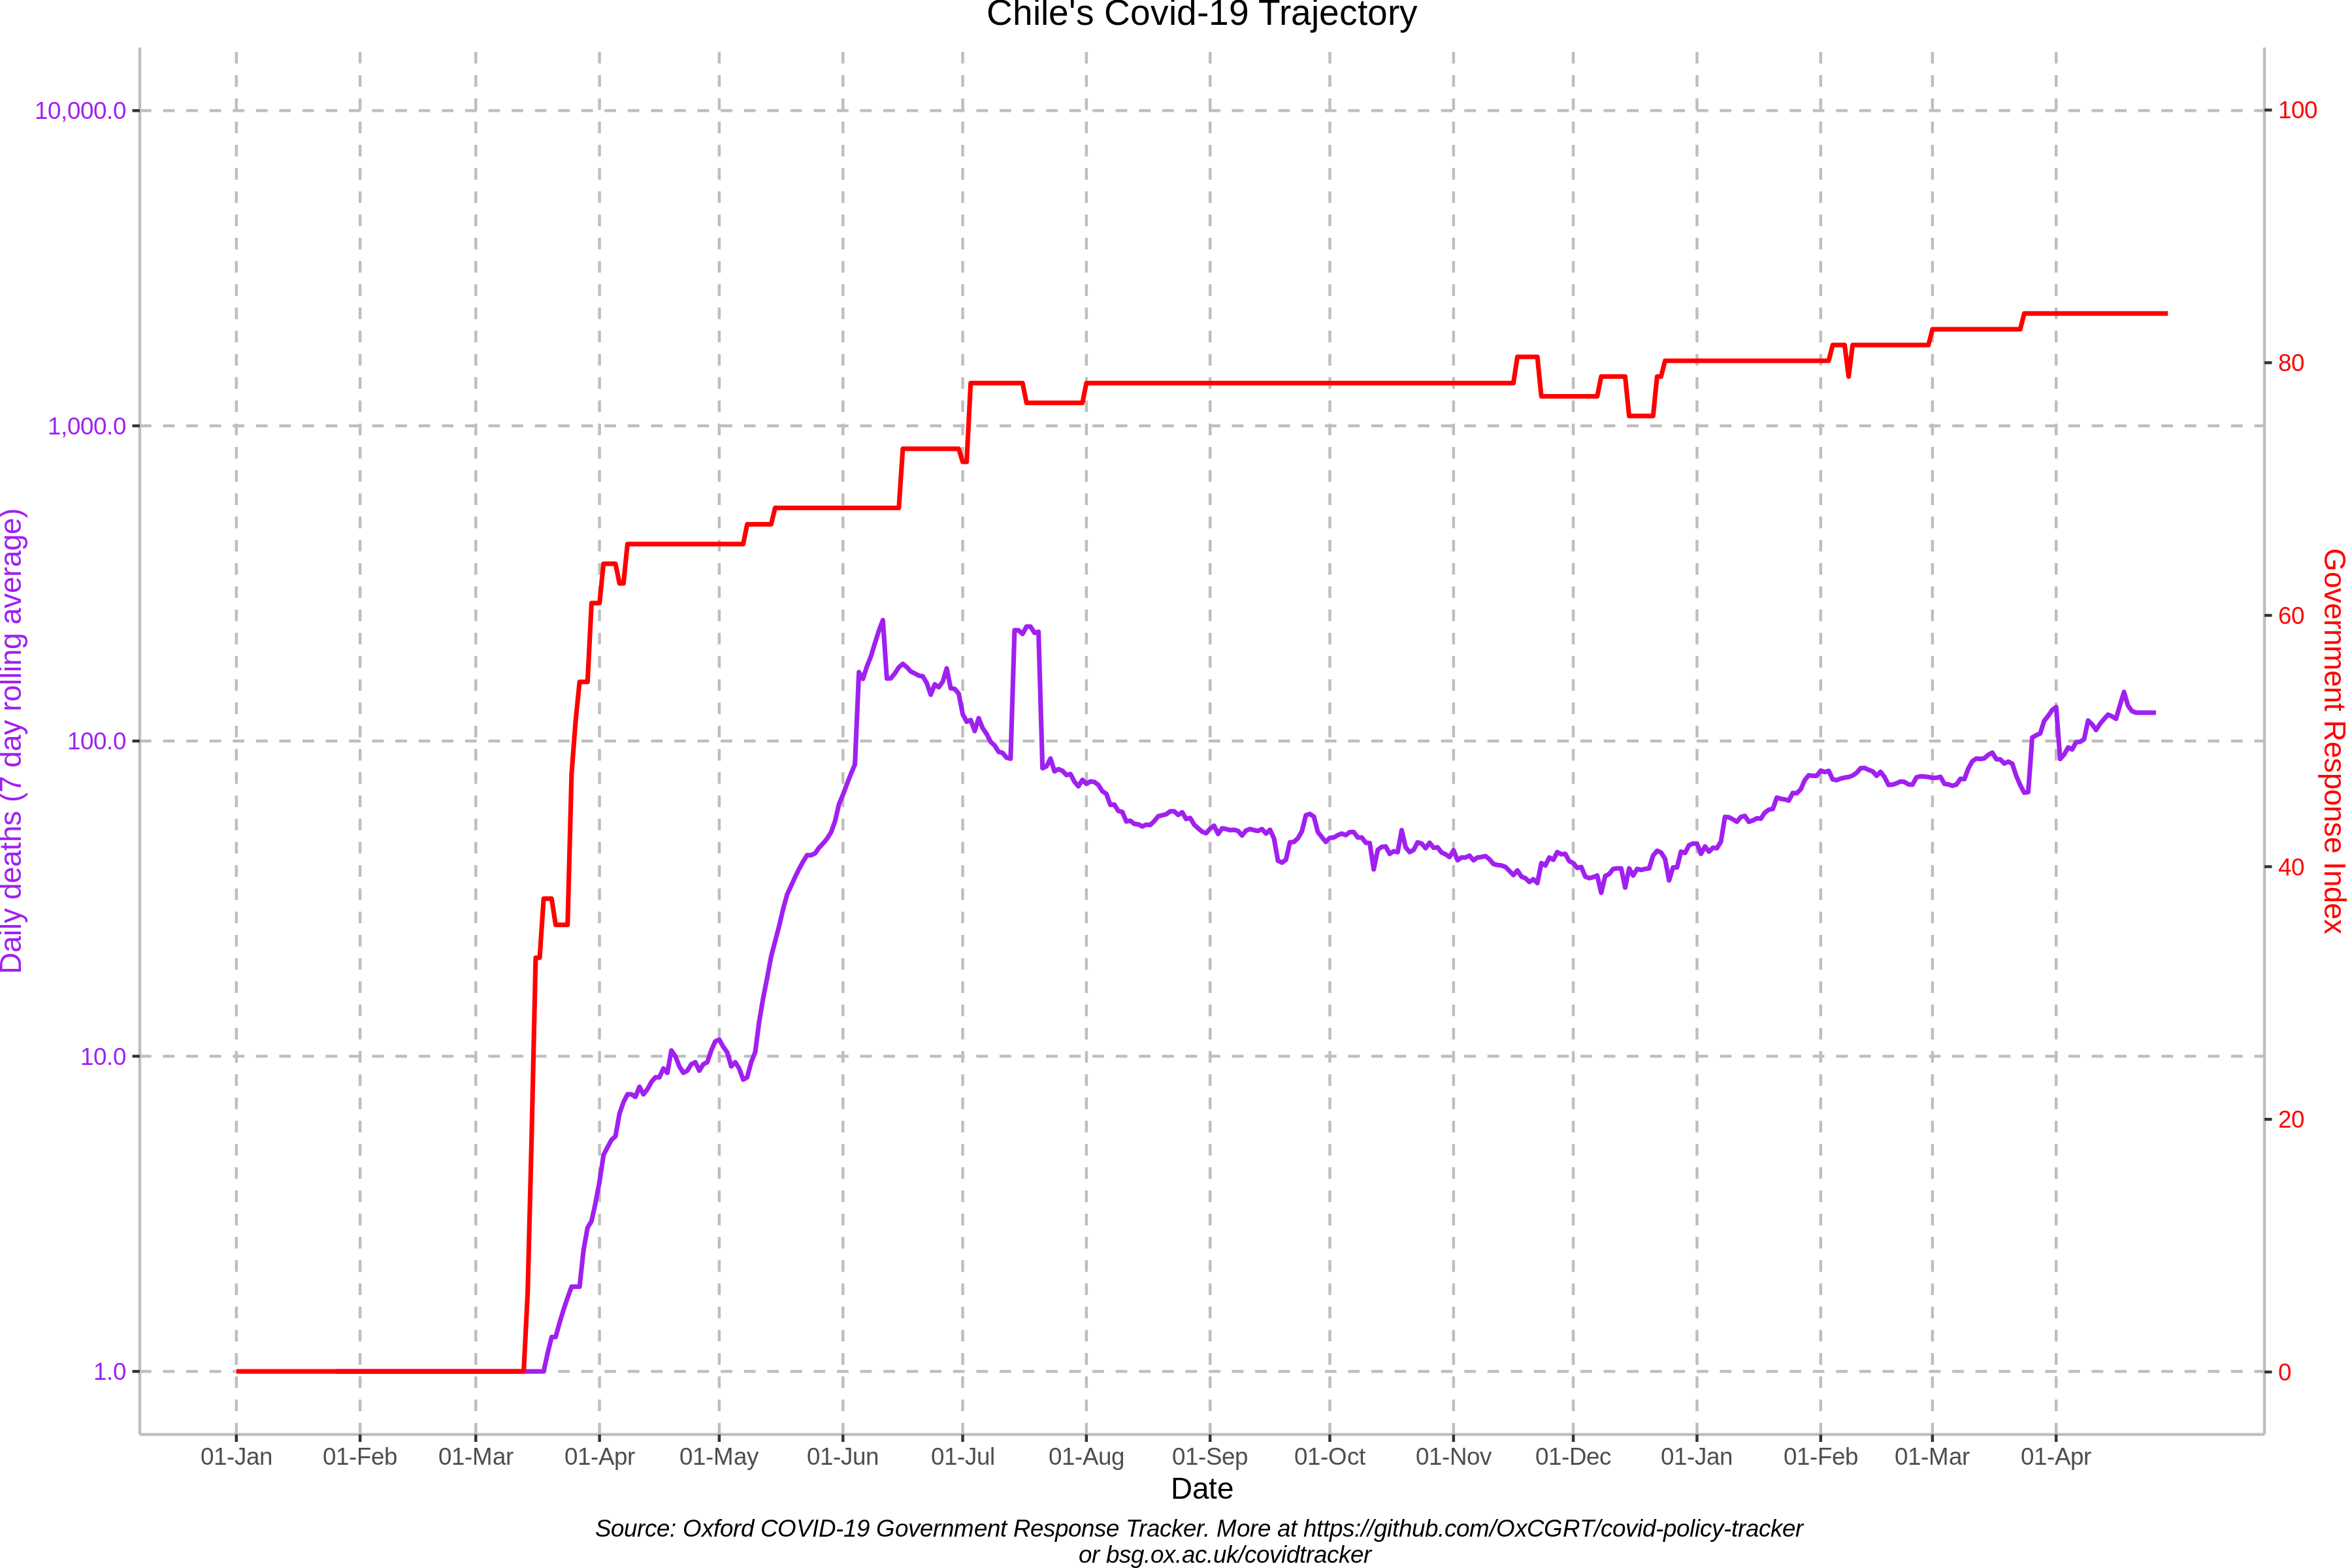 Chile's Covid-19 Trajectory
10,000.0
1,000.0
100.0
10.0
1.0
Daily deaths (7 day rolling average)
100
80
60
40
20
0
Government Response Index
01-Jan
01-Feb
01-Mar
01-Apr
01-May
01-Jun
01-Jul
01-Aug
01-Sep
01-Oct
01-Nov
01-Dec
01-Jan
01-Feb
01-Mar
01-Apr
Date
Source: Oxford COVID-19 Government Response Tracker. More at https://github.com/OxCGRT/covid-policy-tracker
or bsg.ox.ac.uk/covidtracker